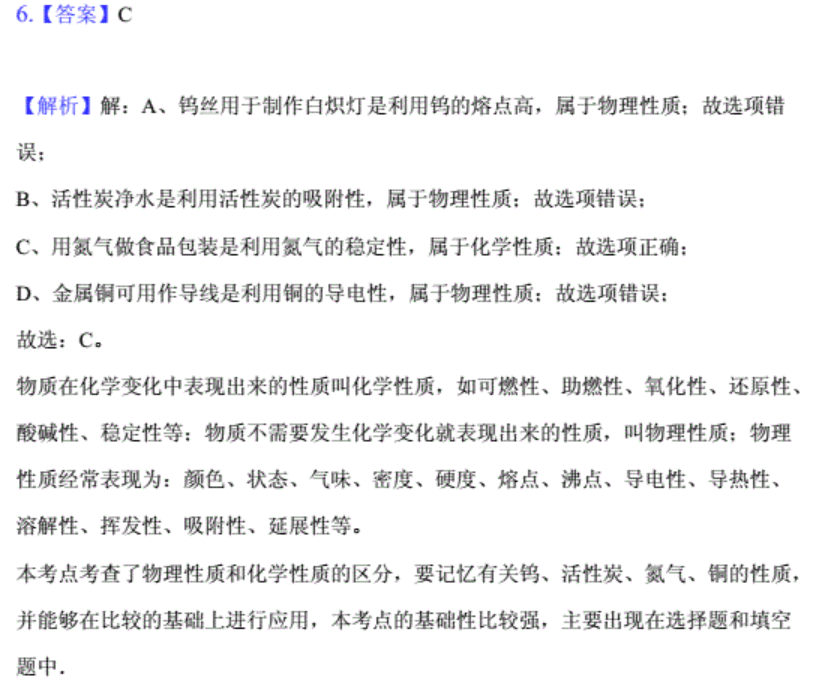 6.【答案】C
【解析】解：A、钨丝用于制作白炽灯是利用钨的熔点高，属于物理性质；故选项错
误；
B、活性炭净水是利用活性炭的吸附性，属于物理性质；故选项错误；
C、用氮气做食品包装是利用氮气的稳定性，属于化学性质；故选项正确；
D、金属铜可用作导线是利用铜的导电性，属于物理性质；故选项错误；
故选：C。
物质在化学变化中表现出来的性质叫化学性质，如可燃性、助燃性、氧化性、还原性、
酸碱性、稳定性等；物质不需要发生化学变化就表现出来的性质，叫物理性质；物理
性质经常表现为：颜色、状态、气味、密度、硬度、熔点、沸点、导电性、导热性、
溶解性、挥发性、吸附性、延展性等。
本考点考查了物理性质和化学性质的区分，要记忆有关钨、活性炭、氮气、铜的性质，
并能够在比较的基础上进行应用，本考点的基础性比较强，主要出现在选择题和填空
题中．